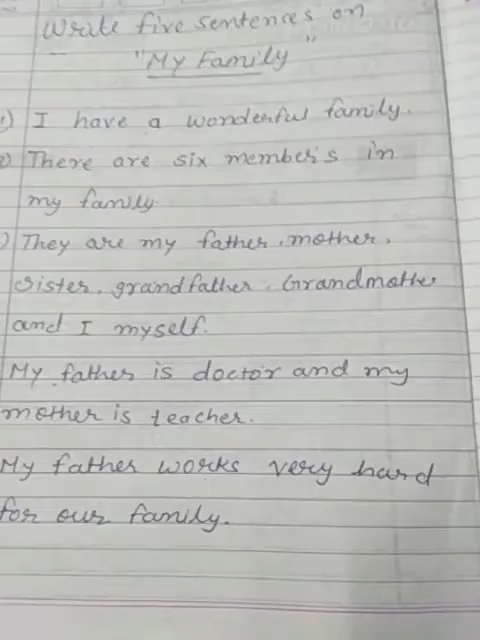 Write five sentences on
"My Family"
1) I have a wonderful family.
2) There are six member's in
my family.
) They are my father, mother,
sister, grandfather, Grandmother
and I myself.
My father is doctor and my
mother is teacher.
My father works very hard
for our family.